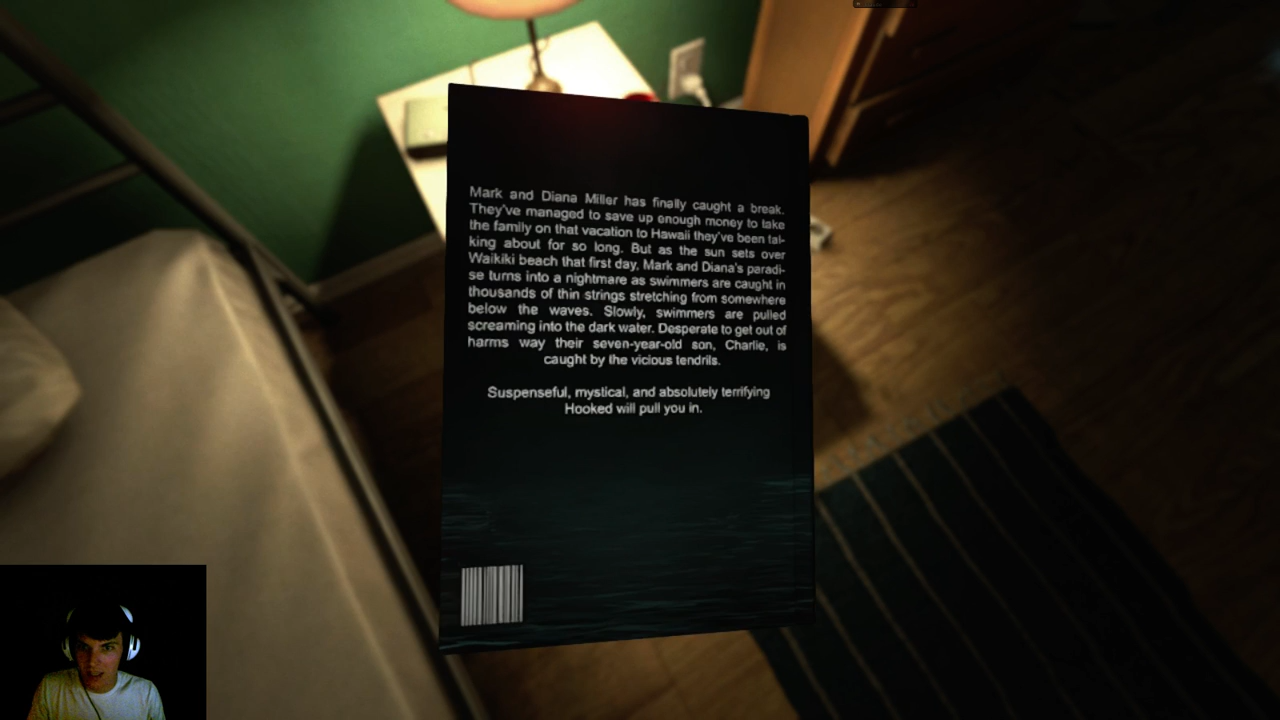 Mark and Diana Miller has finally caught a break.
They've managed to save up enough money to take
the family on that vacation to Hawaii they've been tal-
king about for so long. But as the sun sets over
Waikiki beach that first day, Mark and Diana's paradi-
se turns into a nightmare as swimmers are caught in
thousands of thin strings stretching from somewhere
below the waves. Slowly, swimmers are pulled
screaming into the dark water. Desperate to get out of
harms way their seven-year-old son, Charlie, is
caught by the vicious tendrils.
Suspenseful, mystical, and absolutely terrifying
Hooked will pull you in.